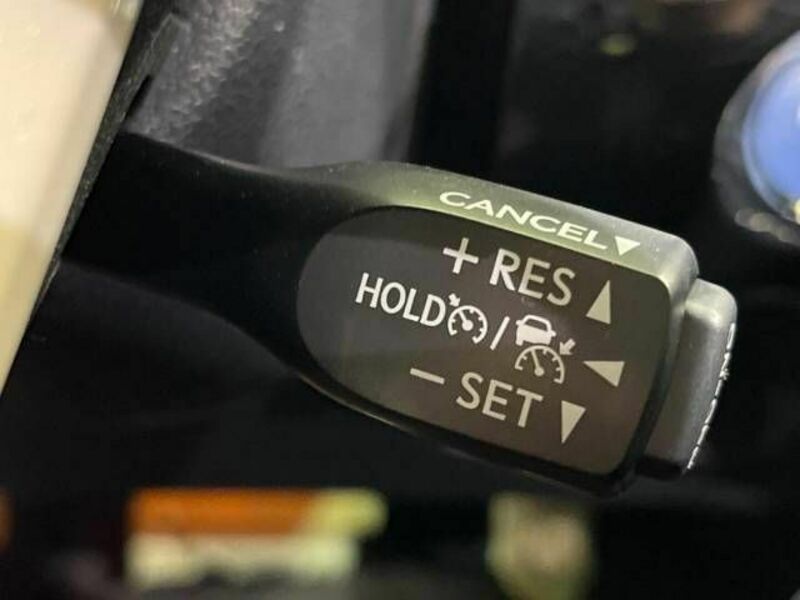 CANCEL▼
+ RES ▲
HOLD /
◀
− SET ▼